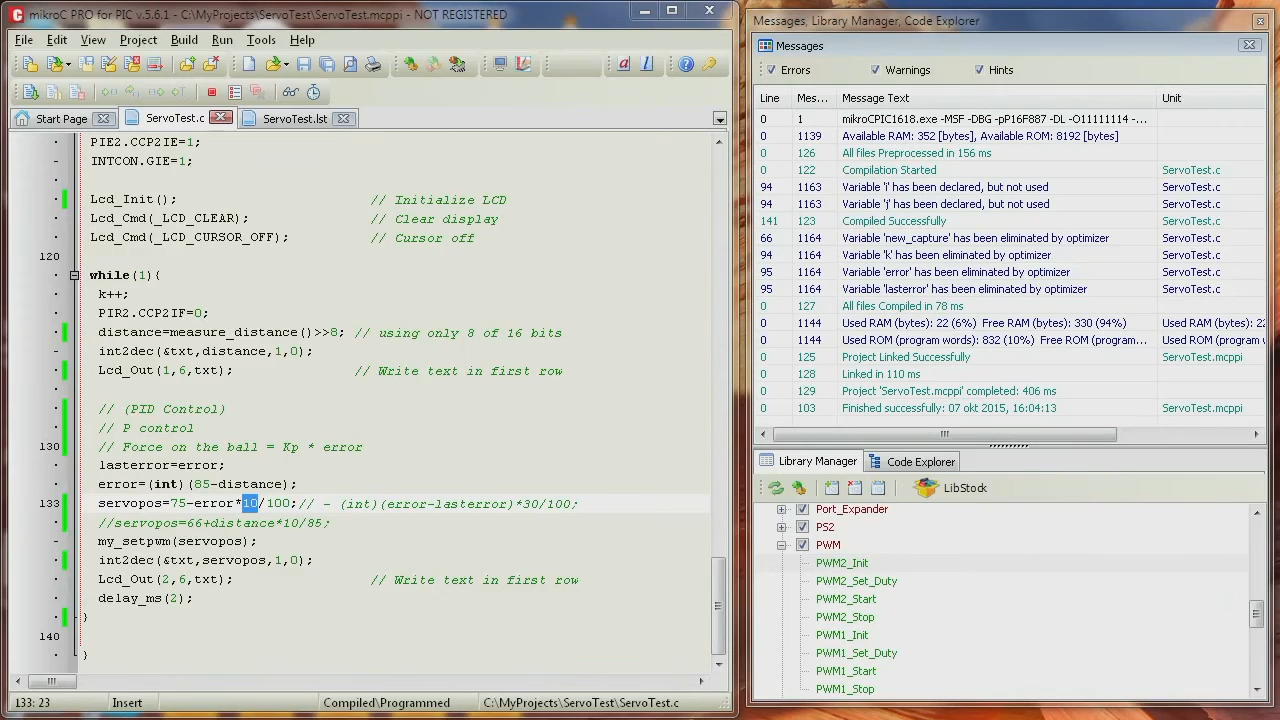 mikroC PRO for PIC v.5.6.1 - C:\MyProjects\ServoTest\ServoTest.mcppi - NOT REGISTERED
File Edit View Project Build Run Tools Help
Start Page ServoTest.c ServoTest.lst
PIE2.CCP2IE=1;
INTCON.GIE=1;
Lcd_Init(); // Initialize LCD
Lcd_Cmd(_LCD_CLEAR); // Clear display
Lcd_Cmd(_LCD_CURSOR_OFF); // Cursor off
120
while(1){
k++;
PIR2.CCP2IF=0;
distance=measure_distance()>>8; // using only 8 of 16 bits
int2dec(&txt,distance,1,0);
Lcd_Out(1,6,txt); // Write text in first row
// (PID Control)
// P control
130 // Force on the ball = Kp * error
lasterror=error;
error=(int)(85-distance);
133 servopos=75-error*10/100;// - (int)(error-lasterror)*30/100;
//servopos=66+distance*10/85;
my_setpwm(servopos);
int2dec(&txt,servopos,1,0);
Lcd_Out(2,6,txt); // Write text in first row
delay_ms(2);
}
140
}
133: 23 Insert Compiled\Programmed C:\MyProjects\ServoTest\ServoTest.c
Messages, Library Manager, Code Explorer
Messages
Errors Warnings Hints
Line Mes... Message Text Unit
0 1 mikroCPIC1618.exe -MSF -DBG -pP16F887 -DL -O11111114 -...
0 1139 Available RAM: 352 [bytes], Available ROM: 8192 [bytes]
0 126 All files Preprocessed in 156 ms
0 122 Compilation Started ServoTest.c
94 1163 Variable 'i' has been declared, but not used ServoTest.c
94 1163 Variable 'j' has been declared, but not used ServoTest.c
141 123 Compiled Successfully ServoTest.c
66 1164 Variable 'new_capture' has been eliminated by optimizer ServoTest.c
94 1164 Variable 'k' has been eliminated by optimizer ServoTest.c
95 1164 Variable 'error' has been eliminated by optimizer ServoTest.c
95 1164 Variable 'lasterror' has been eliminated by optimizer ServoTest.c
0 127 All files Compiled in 78 ms
0 1144 Used RAM (bytes): 22 (6%) Free RAM (bytes): 330 (94%) Used RAM (bytes): 22
0 1144 Used ROM (program words): 832 (10%) Free ROM (program... Used ROM (program w
0 125 Project Linked Successfully ServoTest.mcppi
0 128 Linked in 110 ms
0 129 Project 'ServoTest.mcppi' completed: 406 ms
0 103 Finished successfully: 07 okt 2015, 16:04:13 ServoTest.mcppi
Library Manager Code Explorer
LibStock
Port_Expander
PS2
PWM
PWM2_Init
PWM2_Set_Duty
PWM2_Start
PWM2_Stop
PWM1_Init
PWM1_Set_Duty
PWM1_Start
PWM1_Stop